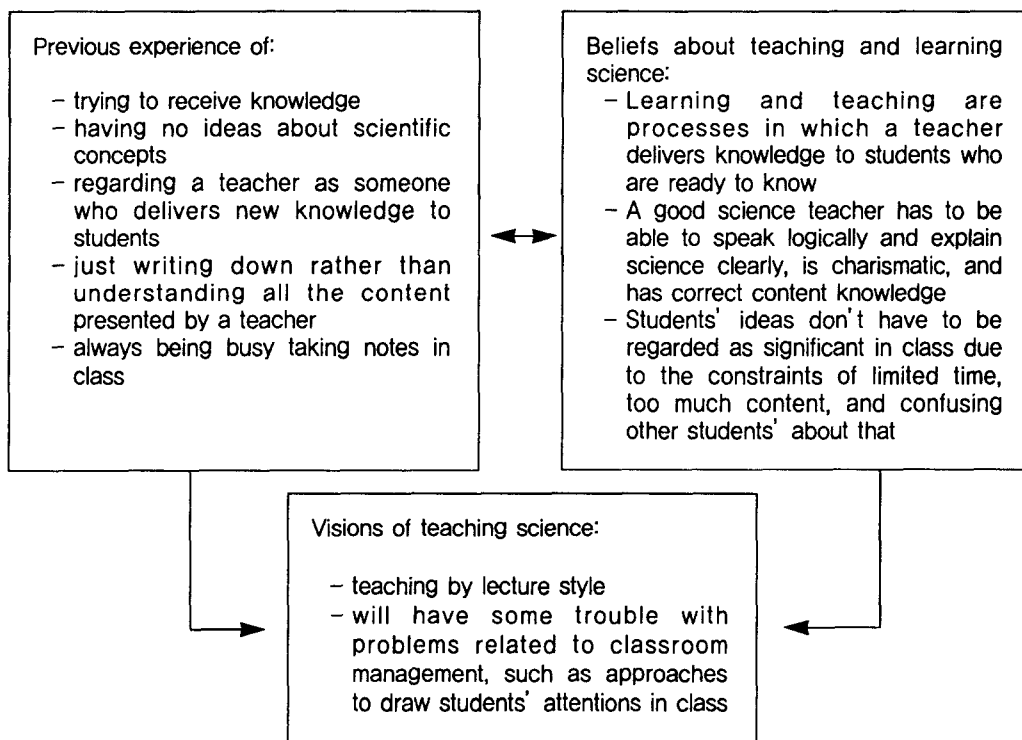 Previous experience of:
– trying to receive knowledge
– having no ideas about scientific
concepts
– regarding a teacher as someone
who delivers new knowledge to
students
– just writing down rather than
understanding all the content
presented by a teacher
– always being busy taking notes in
class
Beliefs about teaching and learning
science:
– Learning and teaching are
processes in which a teacher
delivers knowledge to students who
are ready to know
– A good science teacher has to be
able to speak logically and explain
science clearly, is charismatic, and
has correct content knowledge
– Students' ideas don't have to be
regarded as significant in class due
to the constraints of limited time,
too much content, and confusing
other students' about that
Visions of teaching science:
– teaching by lecture style
– will have some trouble with
problems related to classroom
management, such as approaches
to draw students' attentions in class